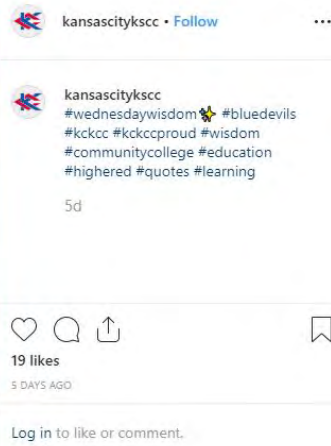 kansascitykscc • Follow
kansascitykscc
#wednesdaywisdom✨ #bluedevils
#kckcc #kckccproud #wisdom
#communitycollege #education
#highered #quotes #learning
5d
19 likes
5 DAYS AGO
Log in to like or comment.